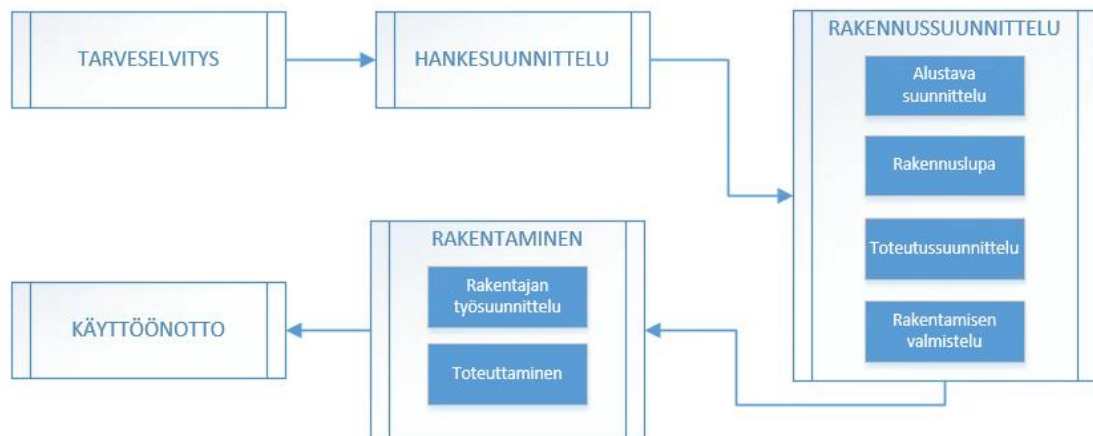 TARVESELVITYS
HANKESUUNNITTELU
RAKENNUSSUUNNITTELU
Alustava
suunnittelu
Rakennuslupa
Toteutussuunnittelu
Rakentamisen
valmistelu
RAKENTAMINEN
Rakentajan
työsuunnittelu
Toteuttaminen
KÄYTTÖÖNOTTO